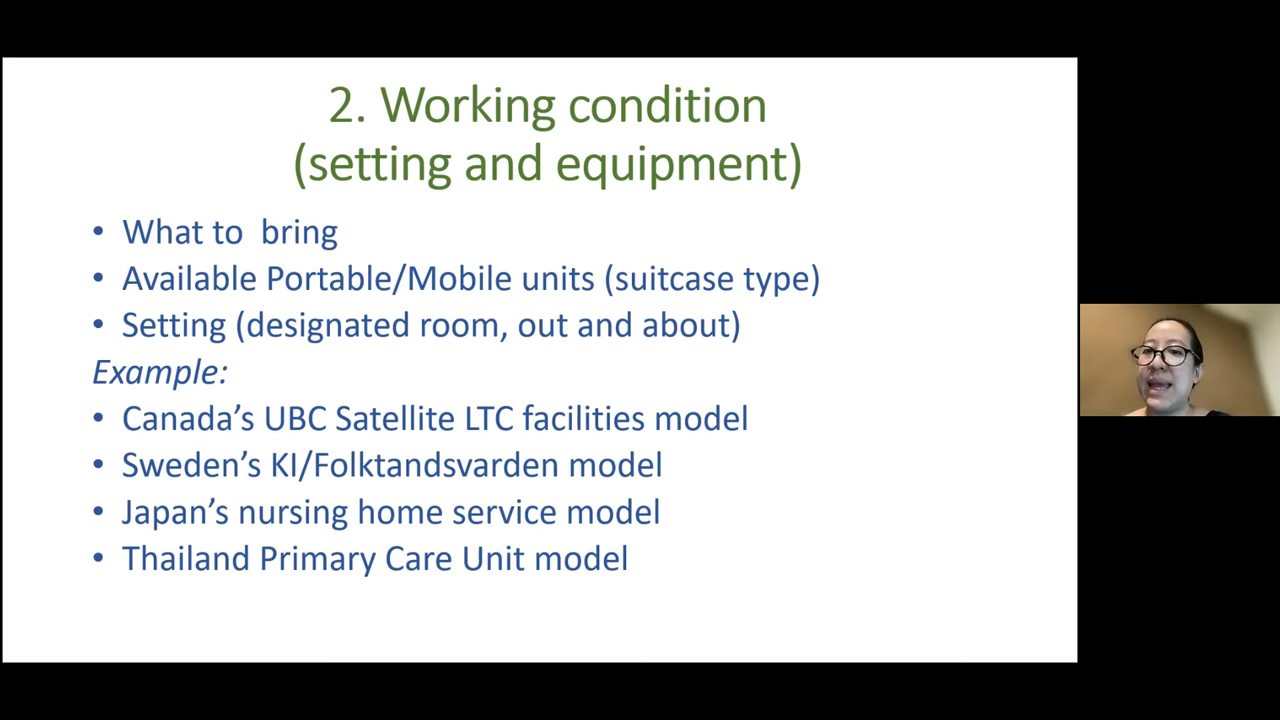 2. Working condition
(setting and equipment)
• What to  bring
• Available Portable/Mobile units (suitcase type)
• Setting (designated room, out and about)
Example:
• Canada’s UBC Satellite LTC facilities model
• Sweden’s KI/Folktandsvarden model
• Japan’s nursing home service model
• Thailand Primary Care Unit model